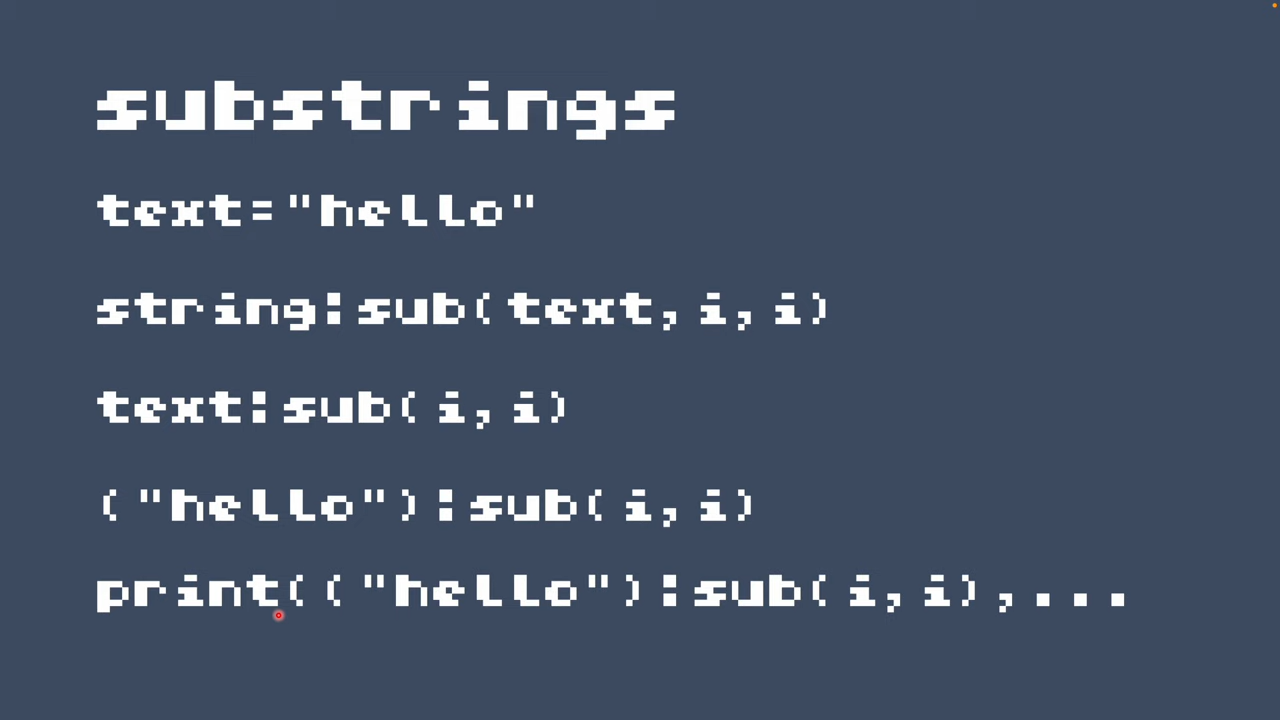 substrings
text="hello"
string:sub(text,i,i)
text:sub(i,i)
("hello"):sub(i,i)
print(("hello"):sub(i,i),...